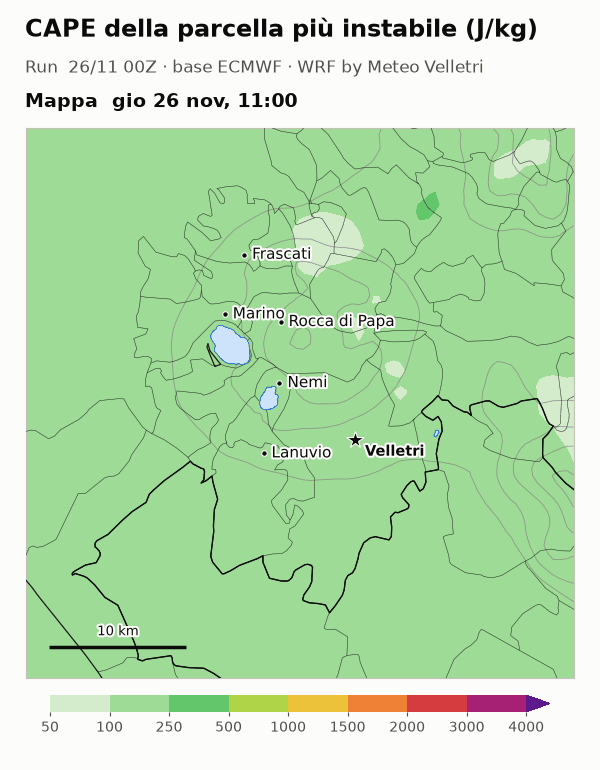 CAPE della parcella più instabile (J/kg)
Run  26/11 00Z · base ECMWF · WRF by Meteo Velletri
Mappa  gio 26 nov, 11:00
Frascati
Marino
Rocca di Papa
Nemi
Velletri
Lanuvio
10 km
50 100 250 500 1000 1500 2000 3000 4000